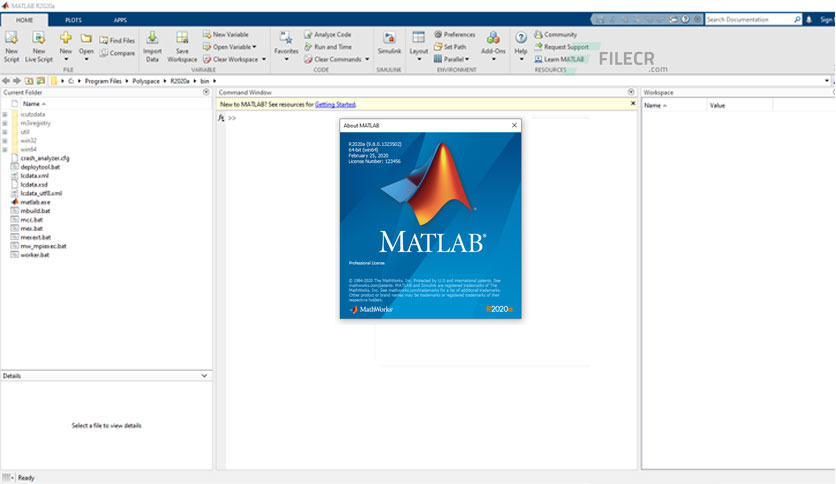 MATLAB R2020a
HOME PLOTS APPS
Search Documentation
Sign In
New Script
New Live Script
New
Open
Find Files
Compare
Import Data
Save Workspace
New Variable
Open Variable
Clear Workspace
Favorites
Analyze Code
Run and Time
Clear Commands
Simulink
Layout
Preferences
Set Path
Parallel
Add-Ons
Help
Community
Request Support
Learn MATLAB
FILE VARIABLE CODE SIMULINK ENVIRONMENT RESOURCES
FILECR
.com
C: Program Files Polyspace R2020a bin
Current Folder
Name
icutzdata
m3iregistry
util
win32
win64
crash_analyzer.cfg
deploytool.bat
lcdata.xml
lcdata.xsd
lcdata_utf8.xml
matlab.exe
mbuild.bat
mcc.bat
mex.bat
mexext.bat
mw_mpiexec.bat
worker.bat
Details
Select a file to view details
Command Window
New to MATLAB? See resources for Getting Started.
fx >>
Workspace
Name Value
About MATLAB
R2020a (9.8.0.1323502)
64-bit (win64)
February 25, 2020
License Number: 123456
MATLAB®
Professional License
© 1984-2020 The MathWorks, Inc. Protected by U.S and international patents. See
mathworks.com/patents. MATLAB and Simulink are registered trademarks of The
MathWorks, Inc. See mathworks.com/trademarks for a list of additional trademarks.
Other product or brand names may be trademarks or registered trademarks of their
respective holders.
MathWorks®
R2020a
Ready